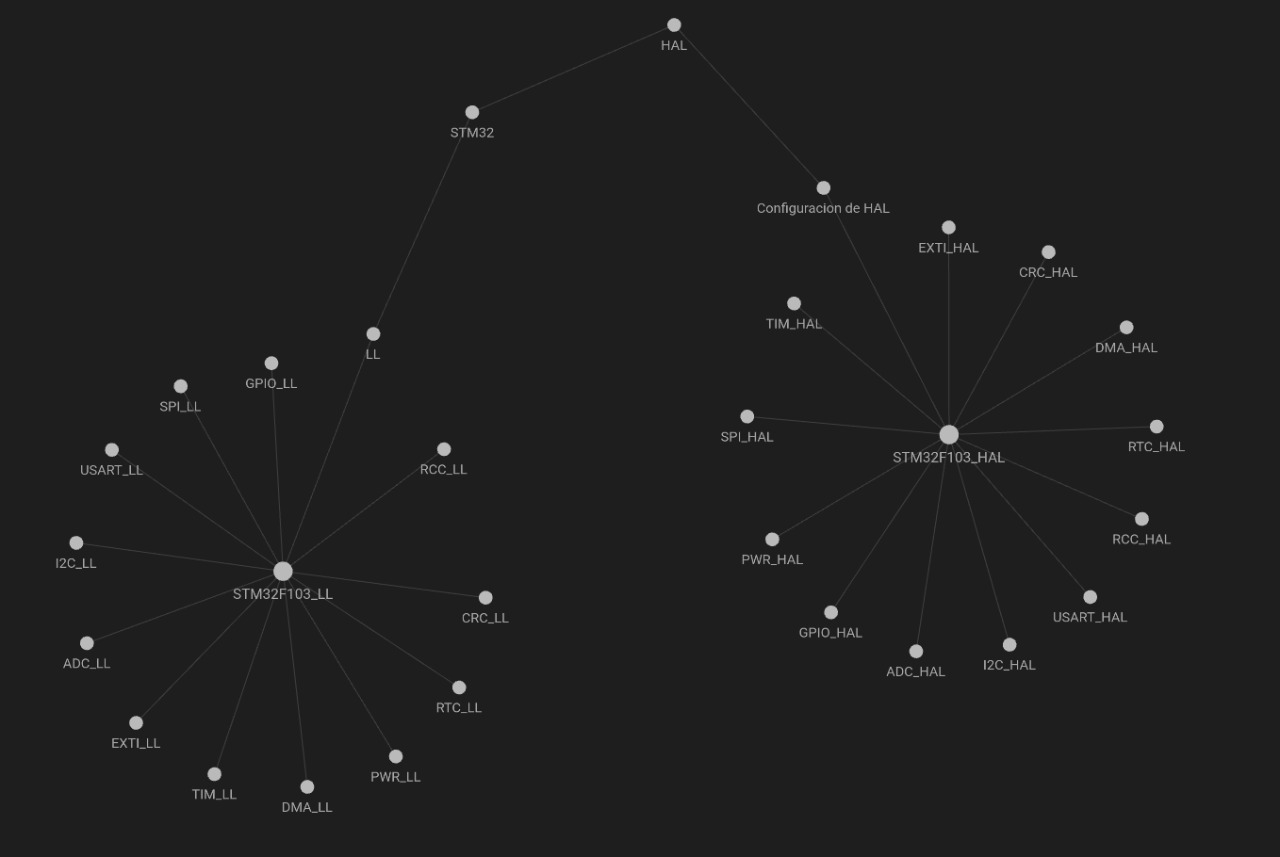 HAL
STM32
Configuracion de HAL
EXTI_HAL
CRC_HAL
TIM_HAL
DMA_HAL
LL
GPIO_LL
SPI_LL
SPI_HAL
RTC_HAL
STM32F103_HAL
USART_LL
RCC_LL
RCC_HAL
PWR_HAL
I2C_LL
STM32F103_LL
CRC_LL
USART_HAL
GPIO_HAL
ADC_LL
I2C_HAL
ADC_HAL
RTC_LL
EXTI_LL
PWR_LL
TIM_LL
DMA_LL